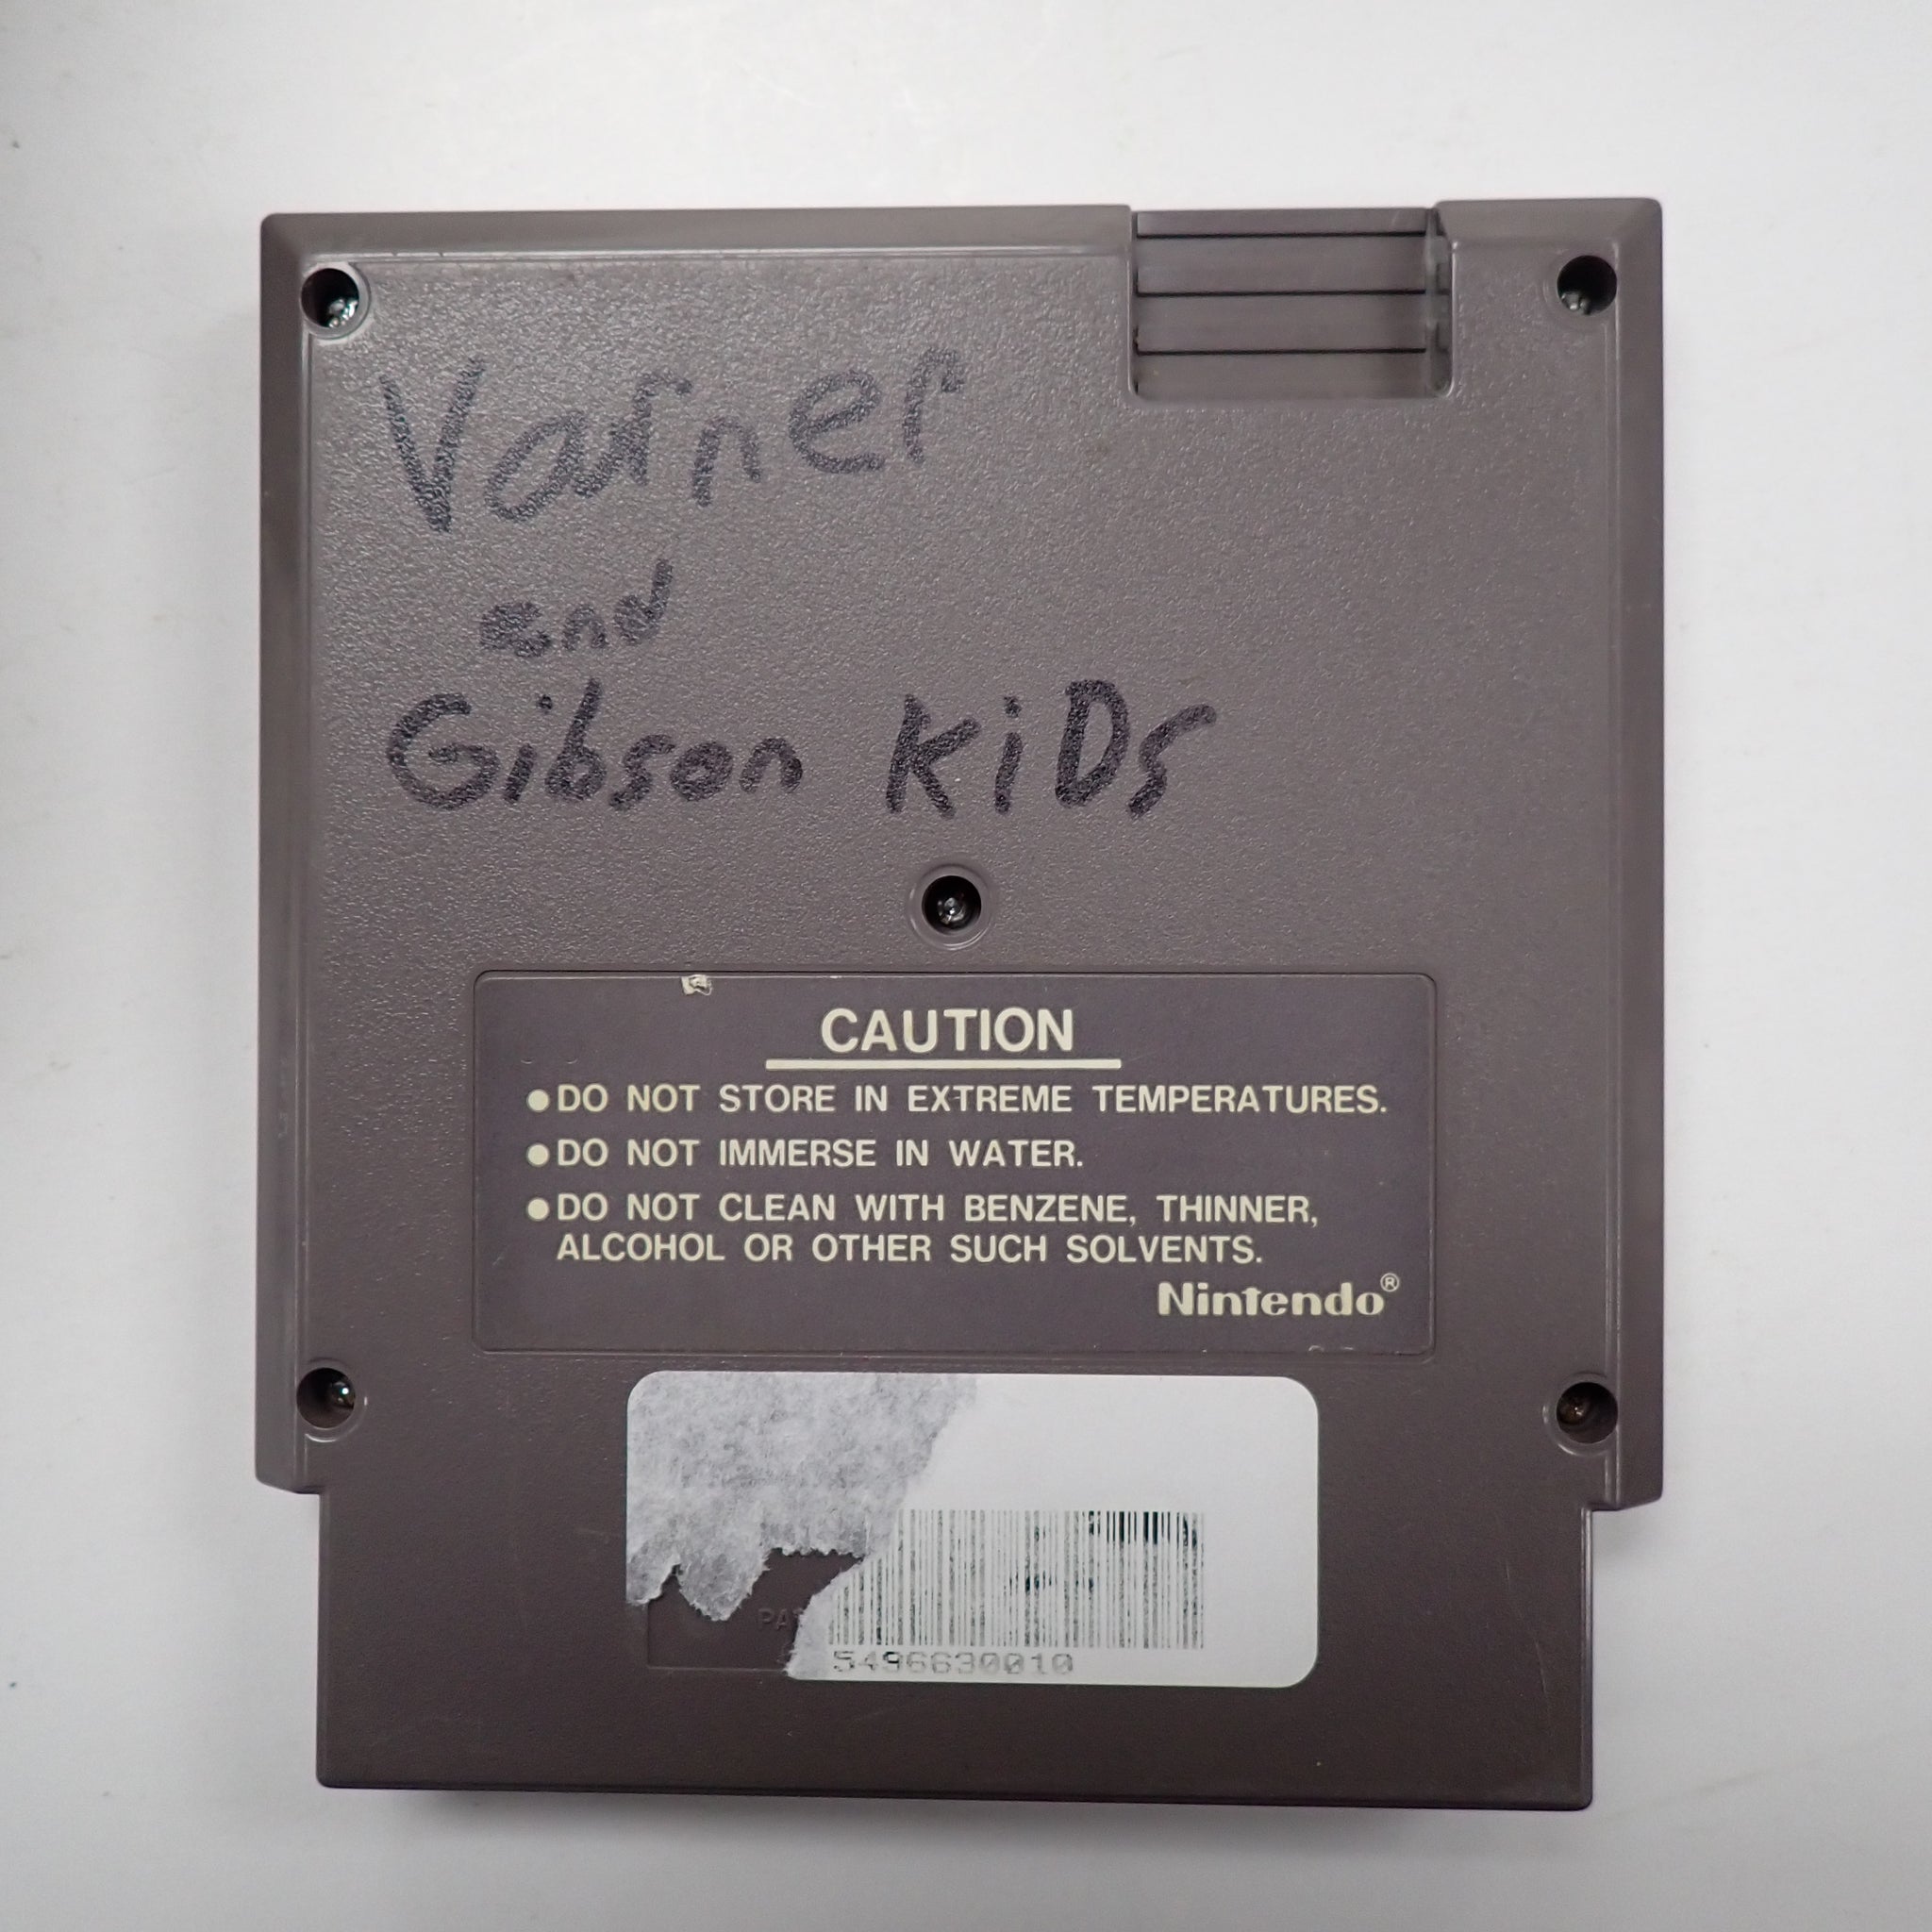 Varner
and
Gibson KiDs
CAUTION
●DO NOT STORE IN EXTREME TEMPERATURES.
●DO NOT IMMERSE IN WATER.
●DO NOT CLEAN WITH BENZENE, THINNER,
ALCOHOL OR OTHER SUCH SOLVENTS.
Nintendo®
5496630010